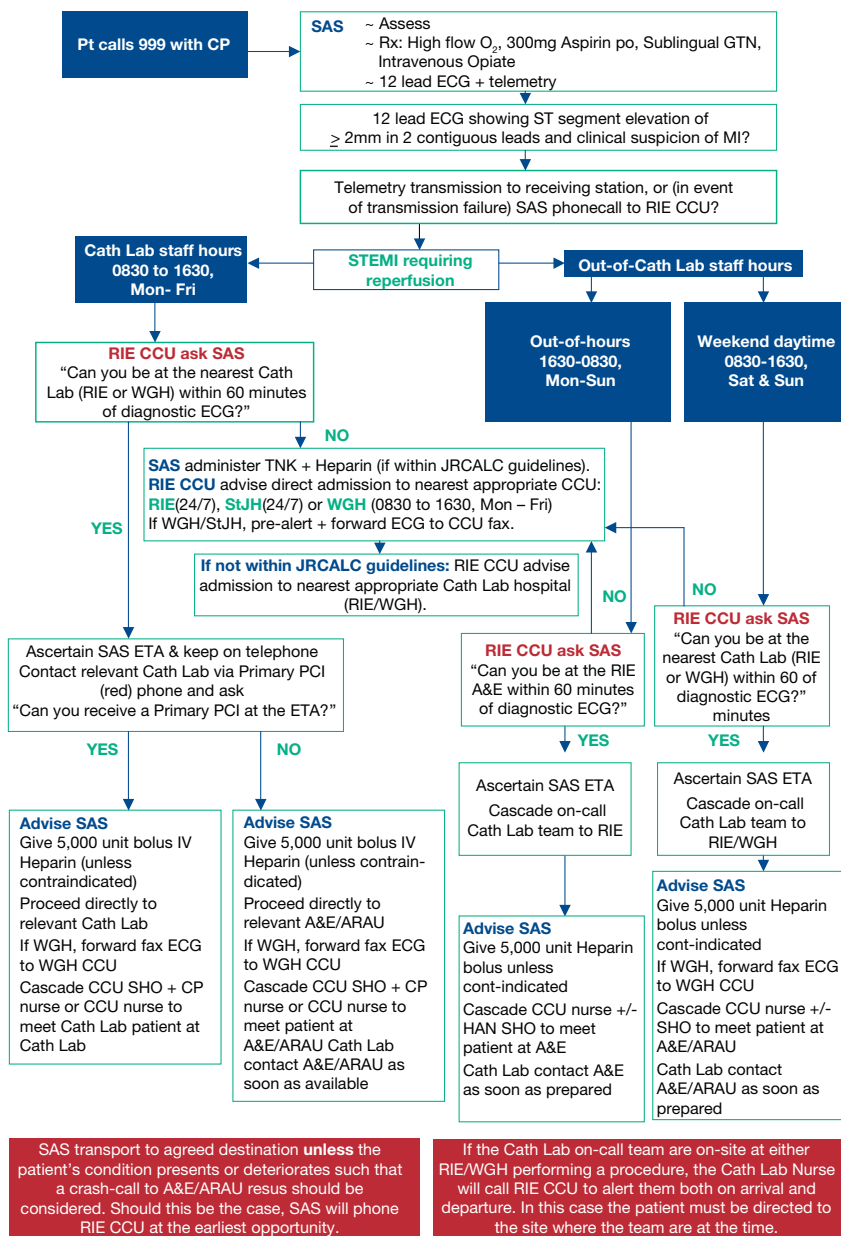 Pt calls 999 with CP
SAS ~ Assess
~ Rx: High flow O2, 300mg Aspirin po, Sublingual GTN,
Intravenous Opiate
~ 12 lead ECG + telemetry
12 lead ECG showing ST segment elevation of
≥ 2mm in 2 contiguous leads and clinical suspicion of MI?
Telemetry transmission to receiving station, or (in event
of transmission failure) SAS phonecall to RIE CCU?
Cath Lab staff hours
0830 to 1630,
Mon- Fri
STEMI requiring
reperfusion
Out-of-Cath Lab staff hours
Out-of-hours
1630-0830,
Mon-Sun
Weekend daytime
0830-1630,
Sat & Sun
RIE CCU ask SAS
“Can you be at the nearest Cath
Lab (RIE or WGH) within 60 minutes
of diagnostic ECG?”
NO
SAS administer TNK + Heparin (if within JRCALC guidelines).
RIE CCU advise direct admission to nearest appropriate CCU:
RIE(24/7), StJH(24/7) or WGH (0830 to 1630, Mon – Fri)
If WGH/StJH, pre-alert + forward ECG to CCU fax.
YES
If not within JRCALC guidelines: RIE CCU advise
admission to nearest appropriate Cath Lab hospital
(RIE/WGH).
NO
NO
RIE CCU ask SAS
“Can you be at the RIE
A&E within 60 minutes
of diagnostic ECG?”
RIE CCU ask SAS
“Can you be at the
nearest Cath Lab (RIE
or WGH) within 60 of
diagnostic ECG?”
minutes
Ascertain SAS ETA & keep on telephone
Contact relevant Cath Lab via Primary PCI
(red) phone and ask
“Can you receive a Primary PCI at the ETA?”
YES
NO
YES
YES
Ascertain SAS ETA
Cascade on-call
Cath Lab team to RIE
Ascertain SAS ETA
Cascade on-call
Cath Lab team to
RIE/WGH
Advise SAS
Give 5,000 unit bolus IV
Heparin (unless
contraindicated)
Proceed directly to
relevant Cath Lab
If WGH, forward fax ECG
to WGH CCU
Cascade CCU SHO + CP
nurse or CCU nurse to
meet Cath Lab patient at
Cath Lab
Advise SAS
Give 5,000 unit bolus IV
Heparin (unless contrain-
dicated)
Proceed directly to
relevant A&E/ARAU
If WGH, forward fax ECG
to WGH CCU
Cascade CCU SHO + CP
nurse or CCU nurse to
meet patient at
A&E/ARAU Cath Lab
contact A&E/ARAU as
soon as available
Advise SAS
Give 5,000 unit Heparin
bolus unless
cont-indicated
Cascade CCU nurse +/-
HAN SHO to meet
patient at A&E
Cath Lab contact A&E
as soon as prepared
Advise SAS
Give 5,000 unit Heparin
bolus unless
cont-indicated
If WGH, forward fax ECG
to WGH CCU
Cascade CCU nurse +/-
SHO to meet patient at
A&E/ARAU
Cath Lab contact
A&E/ARAU as soon as
prepared
SAS transport to agreed destination unless the
patient’s condition presents or deteriorates such that
a crash-call to A&E/ARAU resus should be
considered. Should this be the case, SAS will phone
RIE CCU at the earliest opportunity.
If the Cath Lab on-call team are on-site at either
RIE/WGH performing a procedure, the Cath Lab Nurse
will call RIE CCU to alert them both on arrival and
departure. In this case the patient must be directed to
the site where the team are at the time.